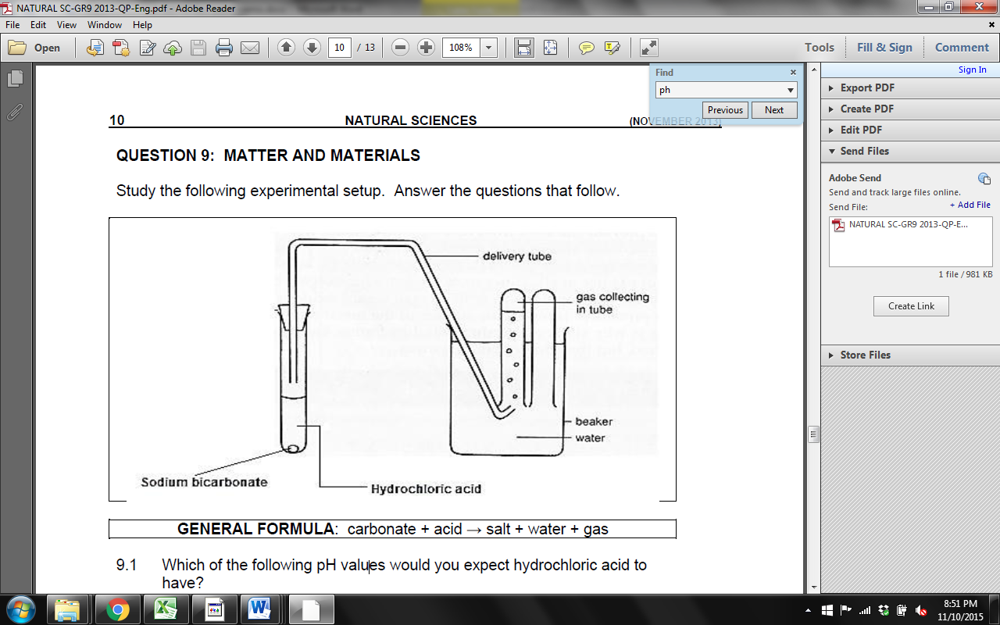 NATURAL SC-GR9 2013-QP-Eng.pdf - Adobe Reader
File Edit View Window Help
Open 10 / 13 108% Tools Fill & Sign Comment
Find
ph
Previous Next
Sign In
Export PDF
Create PDF
Edit PDF
Send Files
Adobe Send
Send and track large files online.
+ Add File
Send File:
NATURAL SC-GR9 2013-QP-E...
1 file / 981 KB
Create Link
Store Files
10 NATURAL SCIENCES (NOVEMBER 2013)
QUESTION 9: MATTER AND MATERIALS
Study the following experimental setup. Answer the questions that follow.
delivery tube
gas collecting
in tube
beaker
water
Sodium bicarbonate
Hydrochloric acid
GENERAL FORMULA: carbonate + acid → salt + water + gas
9.1 Which of the following pH values would you expect hydrochloric acid to
have?
8:51 PM
11/10/2015